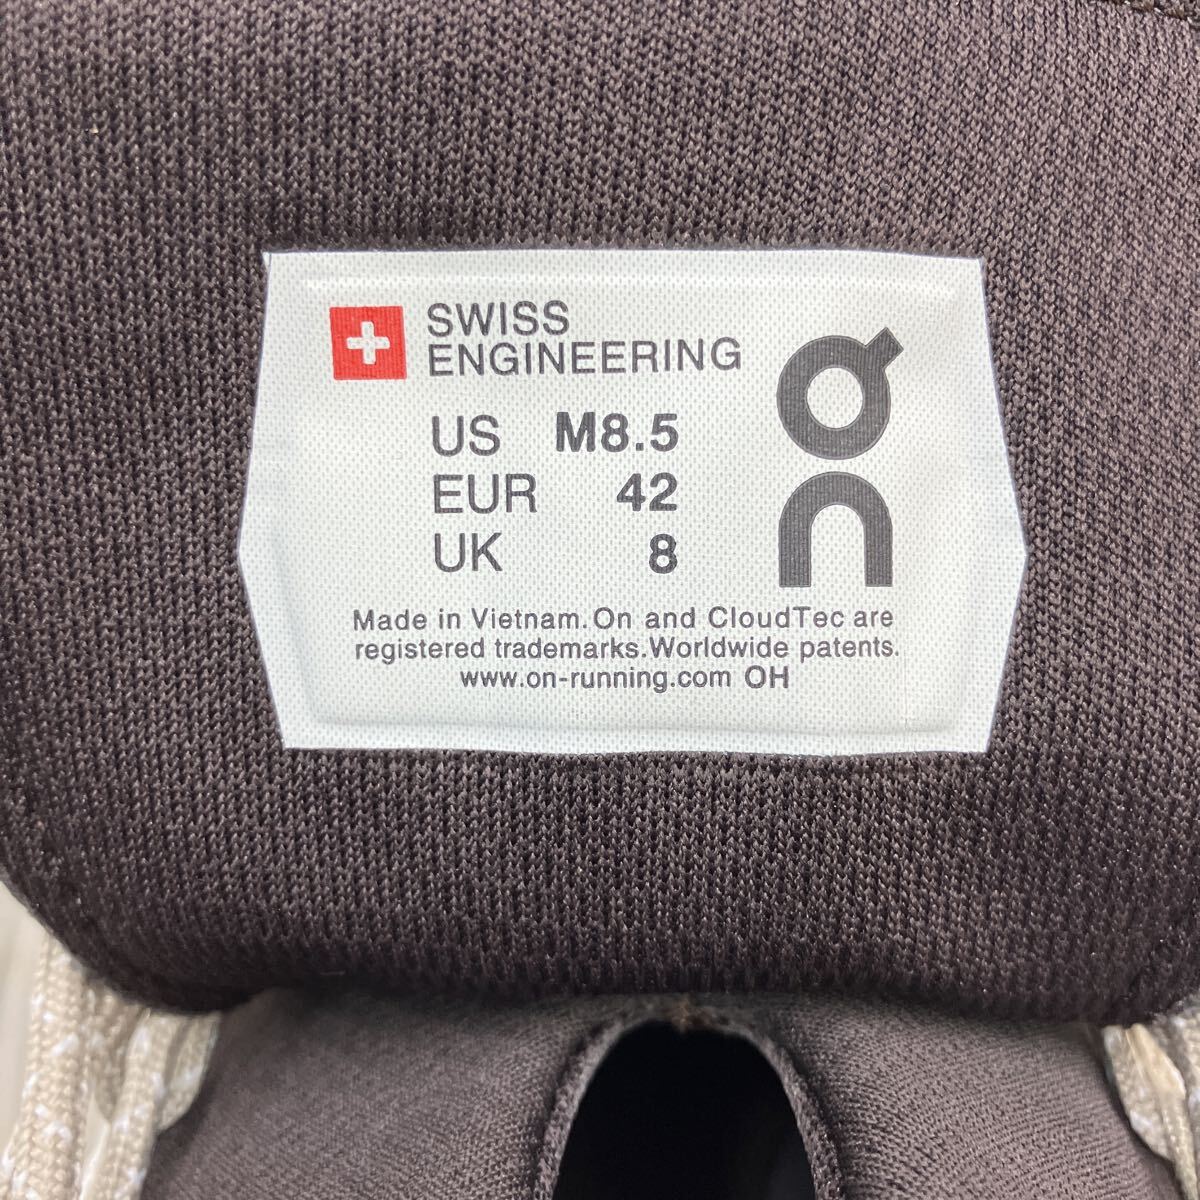 SWISS
ENGINEERING
US M8.5
EUR 42
UK 8
on
Made in Vietnam. On and CloudTec are
registered trademarks. Worldwide patents.
www.on-running.com OH